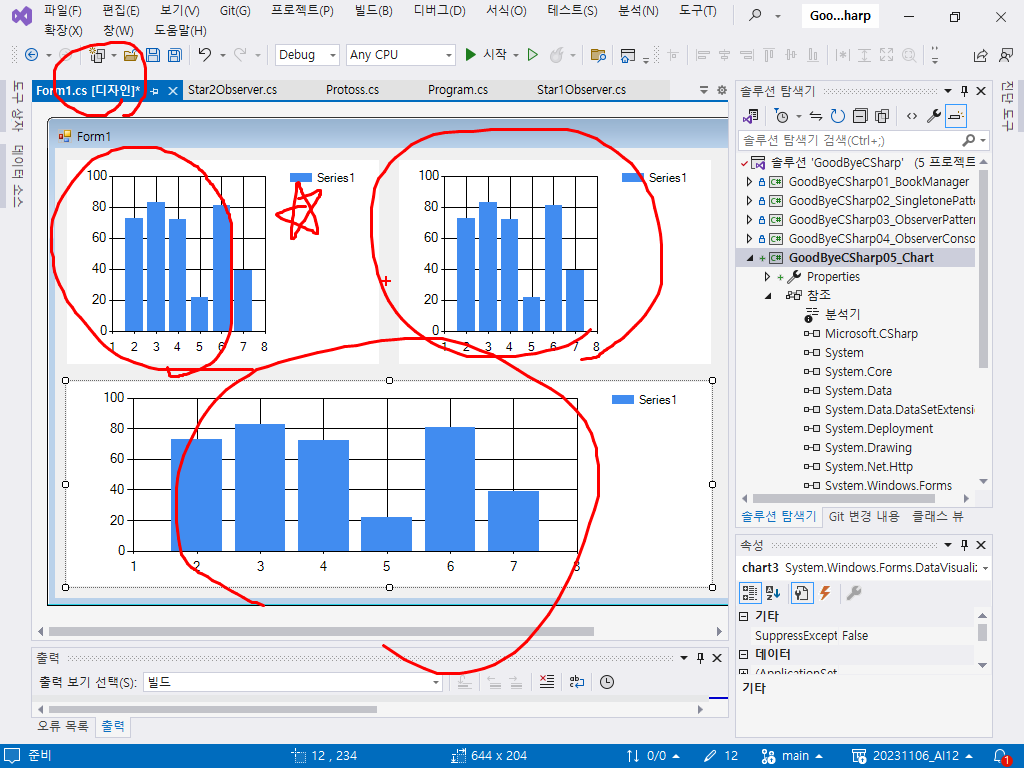 파일(F) 편집(E) 보기(V) Git(G) 프로젝트(P) 빌드(B) 디버그(D) 서식(O) 테스트(S) 분석(N) 도구(T)
확장(X) 창(W) 도움말(H)
Goo...harp
Debug Any CPU 시작
도구 상자
데이터 소스
진단 도구
Form1.cs [디자인]* Star2Observer.cs Protoss.cs Program.cs Star1Observer.cs
Form1
100
80
60
40
20
0
1 2 3 4 5 6 7 8
Series1
100
80
60
40
20
0
1 2 3 4 5 6 7 8
Series1
100
80
60
40
20
0
1 2 3 4 5 6 7 8
Series1
출력
출력 보기 선택(S): 빌드
오류 목록 출력
솔루션 탐색기
솔루션 탐색기 검색(Ctrl+;)
솔루션 'GoodByeCSharp' (5 프로젝트
GoodByeCSharp01_BookManager
GoodByeCSharp02_SingletonePatte
GoodByeCSharp03_ObserverPattern
GoodByeCSharp04_ObserverConso
GoodByeCSharp05_Chart
Properties
참조
분석기
Microsoft.CSharp
System
System.Core
System.Data
System.Data.DataSetExtensi
System.Deployment
System.Drawing
System.Net.Http
System.Windows.Forms
솔루션 탐색기 Git 변경 내용 클래스 뷰
속성
chart3 System.Windows.Forms.DataVisualiz
기타
SuppressExcept False
데이터
(ApplicationSet
기타
준비 12 , 234 644 x 204 0/0 12 main 20231106_AI12 1